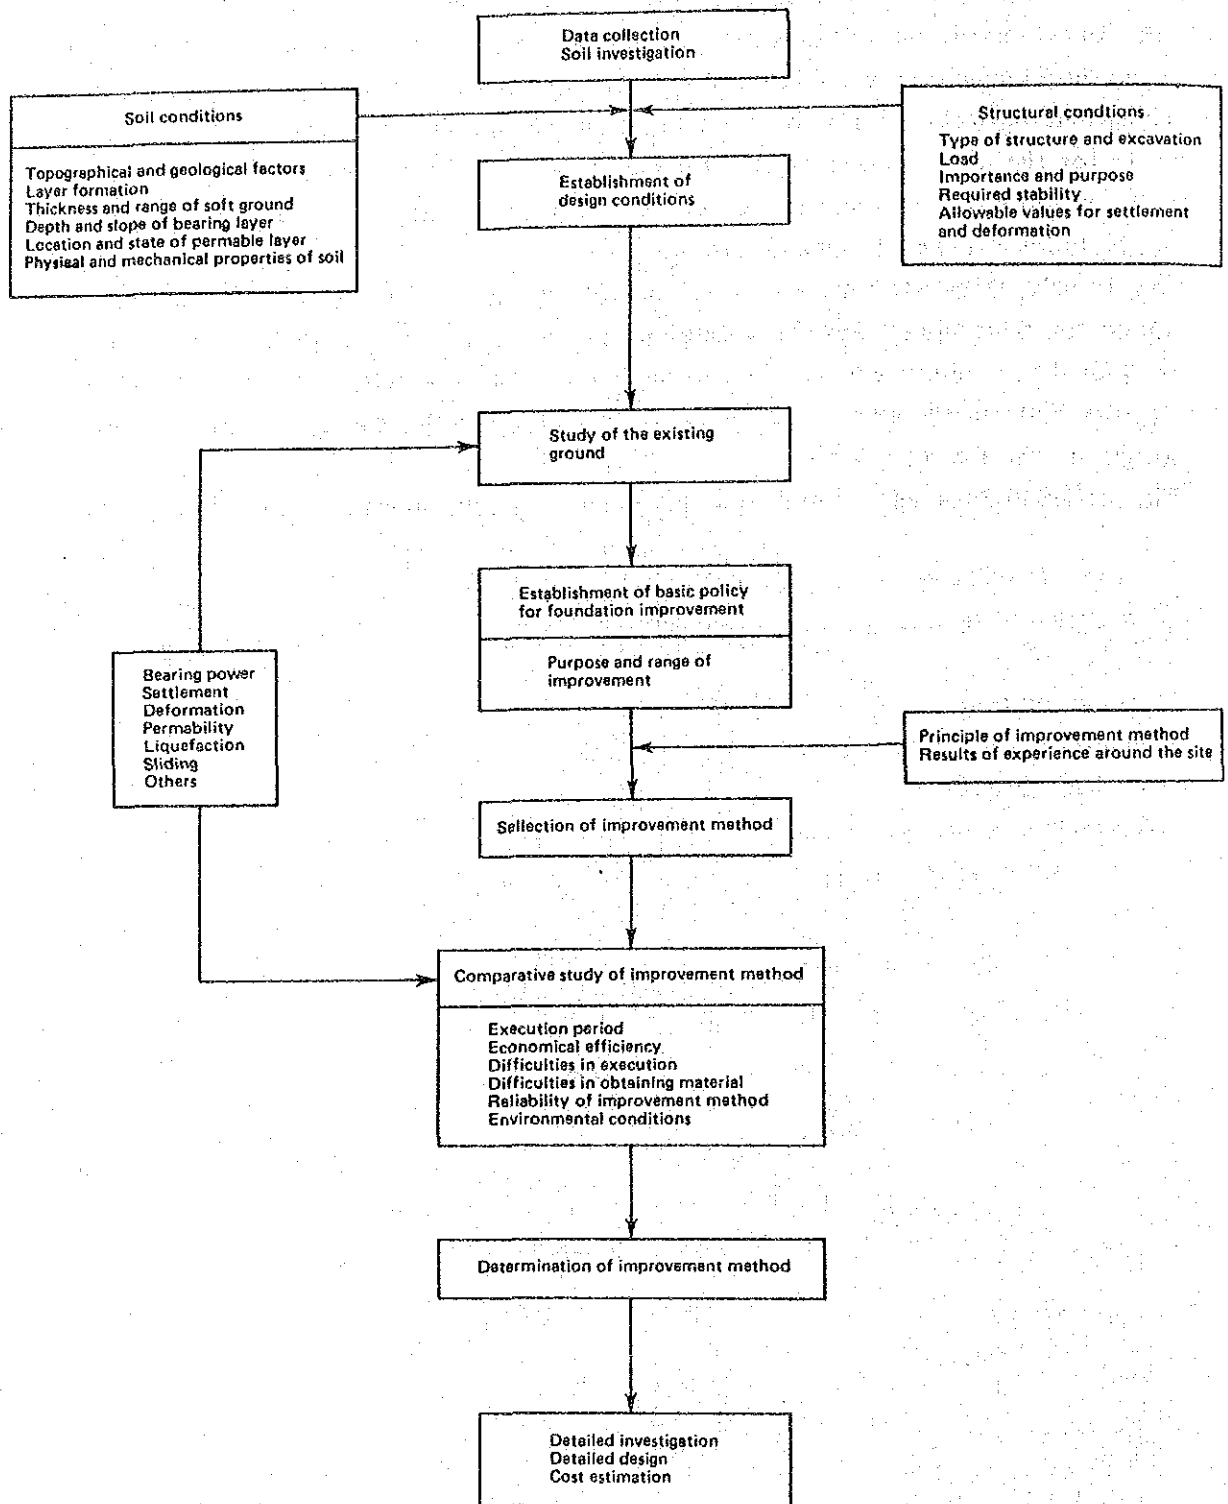 Data collection
Soil investigation
Soil conditions
Topographical and geological factors
Layer formation
Thickness and range of soft ground
Depth and slope of bearing layer
Location and state of permable layer
Physical and mechanical properties of soil
Structural condtions
Type of structure and excavation
Load
Importance and purpose
Required stability
Allowable values for settlement
and deformation
Establishment of
design conditions
Study of the existing
ground
Establishment of basic policy
for foundation improvement
Purpose and range of
improvement
Bearing power
Settlement
Deformation
Permability
Liquefaction
Sliding
Others
Principle of improvement method
Results of experience around the site
Sellection of improvement method
Comparative study of improvement method
Execution period
Economical efficiency
Difficulties in execution
Difficulties in obtaining material
Reliability of improvement method
Environmental conditions
Determination of improvement method
Detailed investigation
Detailed design
Cost estimation